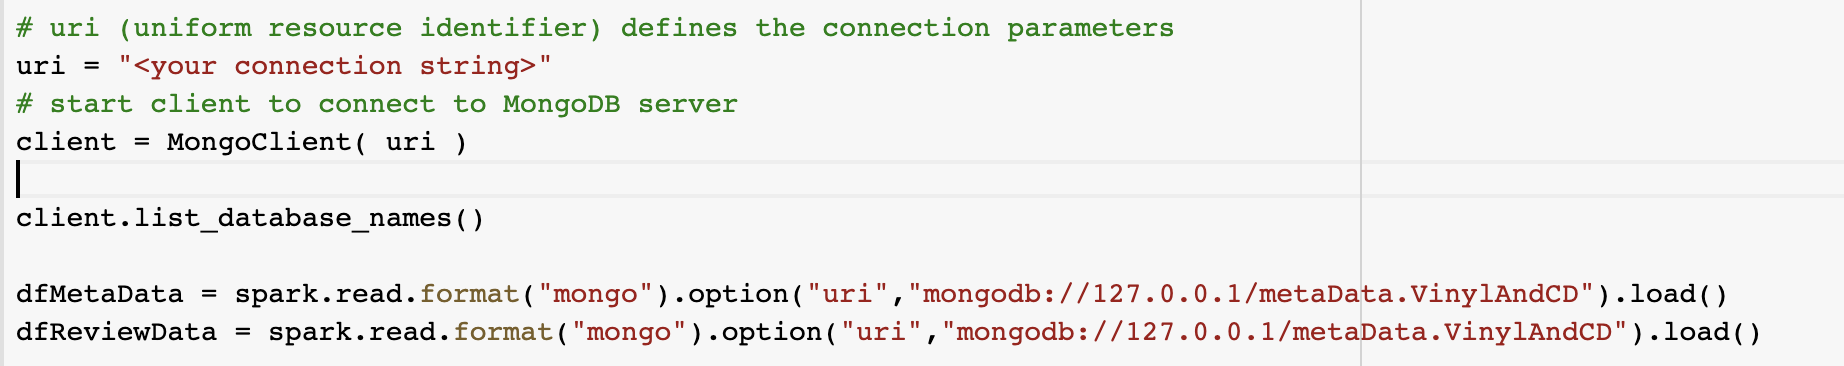 # uri (uniform resource identifier) defines the connection parameters
uri = "<your connection string>"
# start client to connect to MongoDB server
client = MongoClient( uri )
client.list_database_names()
dfMetaData = spark.read.format("mongo").option("uri","mongodb://127.0.0.1/metaData.VinylAndCD").load()
dfReviewData = spark.read.format("mongo").option("uri","mongodb://127.0.0.1/metaData.VinylAndCD").load()